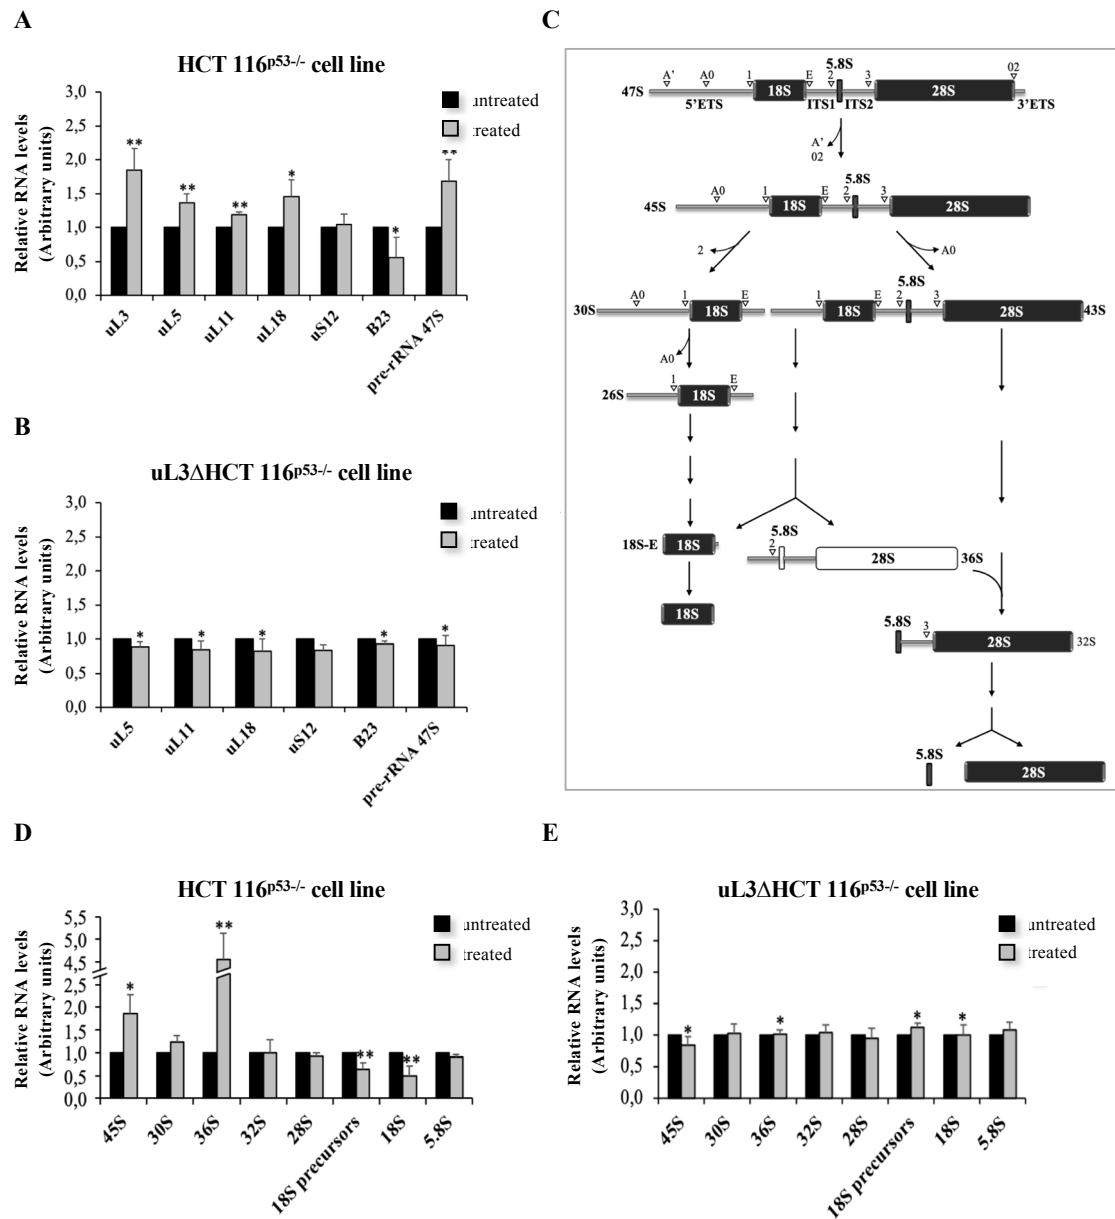 A
HCT 116p53-/- cell line
Relative RNA levels
(Arbitrary units)
3,0
2,5
2,0
1,5
1,0
0,5
0,0
untreated
treated
**
**
**
*
*
**
uL3
uL5
uL11
uL18
uS12
B23
pre-rRNA 47S
B
uL3ΔHCT 116p53-/- cell line
Relative RNA levels
(Arbitrary units)
3,0
2,5
2,0
1,5
1,0
0,5
0,0
untreated
treated
*
*
*
*
*
uL5
uL11
uL18
uS12
B23
pre-rRNA 47S
C
47S A' A0 1 18S E 2 5.8S 3 28S 02
5'ETS ITS1 ITS2 3'ETS
A'
02
45S A0 1 18S E 2 5.8S 3 28S
2 A0
30S A0 1 18S E 1 18S E 2 5.8S 3 28S 43S
A0
26S 1 18S E
18S-E 18S 2 5.8S 28S 36S
18S
5.8S 3 28S 32S
5.8S 28S
D
HCT 116p53-/- cell line
Relative RNA levels
(Arbitrary units)
5,5
5,0
4,5
2,5
2,0
1,5
1,0
0,5
0,0
untreated
treated
*
**
**
**
45S
30S
36S
32S
28S
18S precursors
18S
5.8S
E
uL3ΔHCT 116p53-/- cell line
Relative RNA levels
(Arbitrary units)
3,0
2,5
2,0
1,5
1,0
0,5
0,0
untreated
treated
*
*
*
*
45S
30S
36S
32S
28S
18S precursors
18S
5.8S